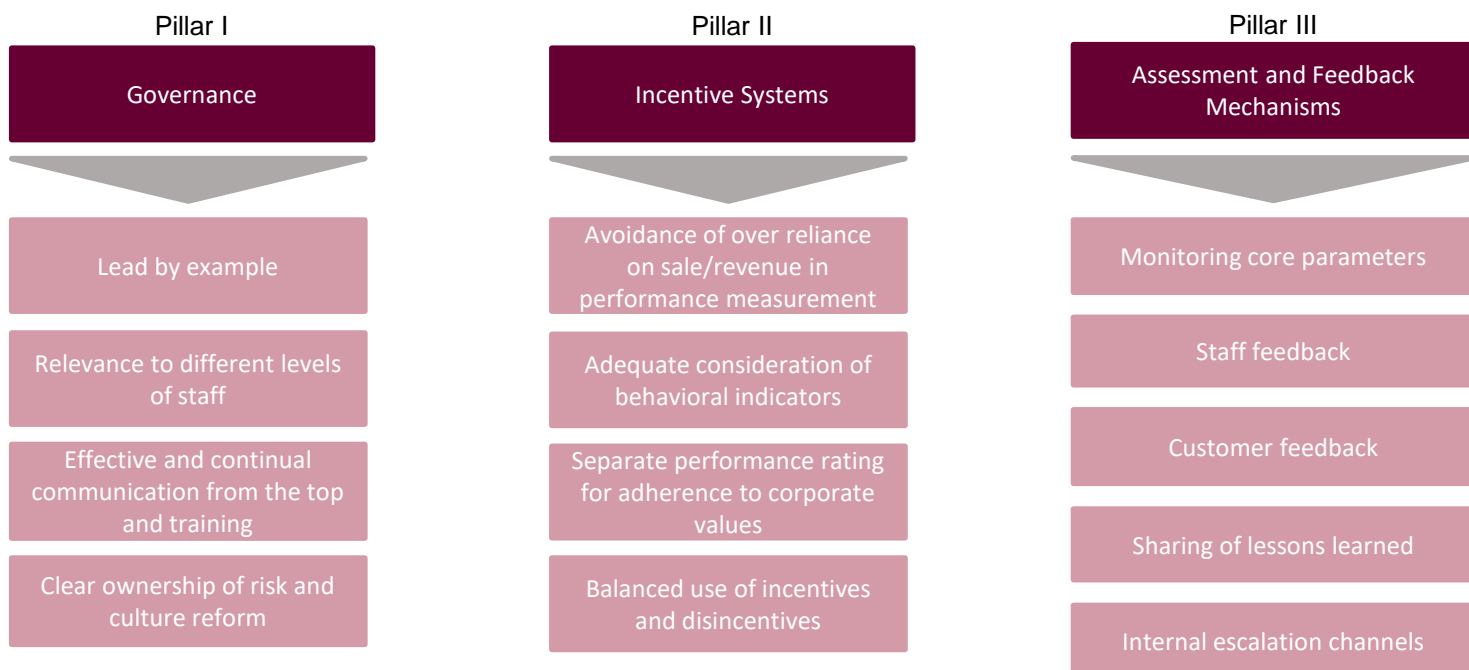 Pillar I
Governance
Lead by example
Relevance to different levels
of staff
Effective and continual
communication from the top
and training
Clear ownership of risk and
culture reform
Pillar II
Incentive Systems
Avoidance of over reliance
on sale/revenue in
performance measurement
Adequate consideration of
behavioral indicators
Separate performance rating
for adherence to corporate
values
Balanced use of incentives
and disincentives
Pillar III
Assessment and Feedback
Mechanisms
Monitoring core parameters
Staff feedback
Customer feedback
Sharing of lessons learned
Internal escalation channels